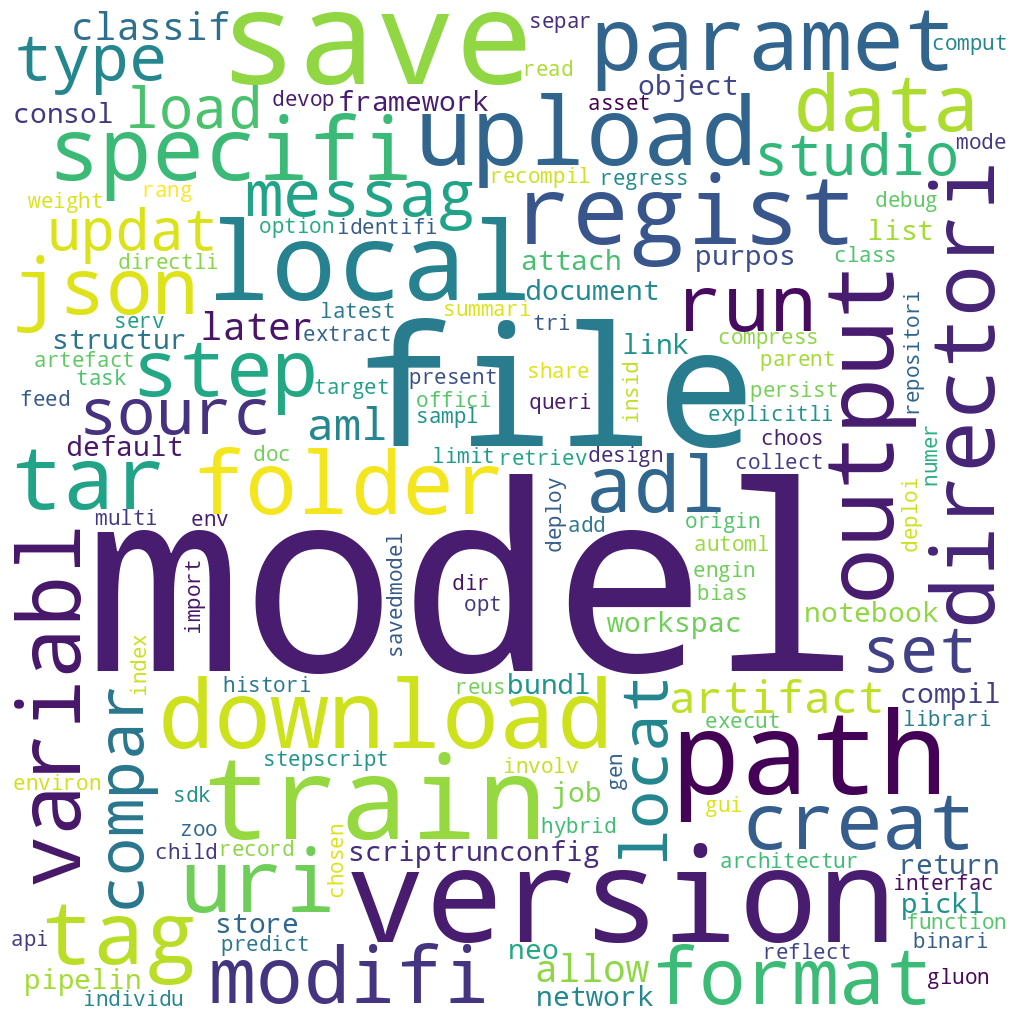 classif
save
separ
paramet
comput
type
read
object
data
consol
load
devop
framework
asset
upload
specifi
studio
mode
weight
rang
messag
recompil
regress
regist
debug
directori
updat
option
identifi
local
list
directli
attach
purpos
class
json
document
run
output
serv
later
latest
extract
summari
tri
structur
step
file
link
compress
repositori
artefact
task
target
present
share
insid
parent
feed
sourc
offici
sampl
queri
persist
explicitli
default
aml
choos
tar
doc
folder
limit
retriev
design
adl
collect
numer
multi
env
deploy
add
origin
deploi
variabl
import
model
savedmodel
dir
opt
automl
engin
bias
workspac
notebook
set
index
compar
histori
download
reus
bundl
locat
artifact
compil
execut
path
librari
environ
stepscript
train
involv
gen
sdk
job
gui
creat
zoo
hybrid
child
record
chosen
scriptrunconfig
architectur
return
uri
version
interfac
pickl
tag
store
function
api
predict
neo
reflect
binari
pipelin
modifi
allow
format
gluon
individu
network